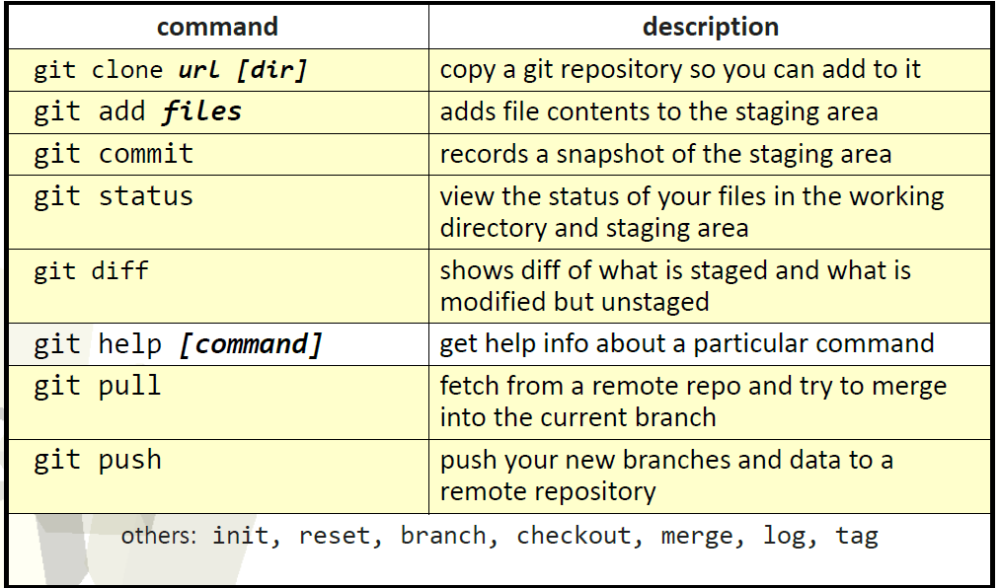 command description
git clone url [dir] copy a git repository so you can add to it
git add files adds file contents to the staging area
git commit records a snapshot of the staging area
git status view the status of your files in the working
directory and staging area
git diff shows diff of what is staged and what is
modified but unstaged
git help [command] get help info about a particular command
git pull fetch from a remote repo and try to merge
into the current branch
git push push your new branches and data to a
remote repository
others: init, reset, branch, checkout, merge, log, tag